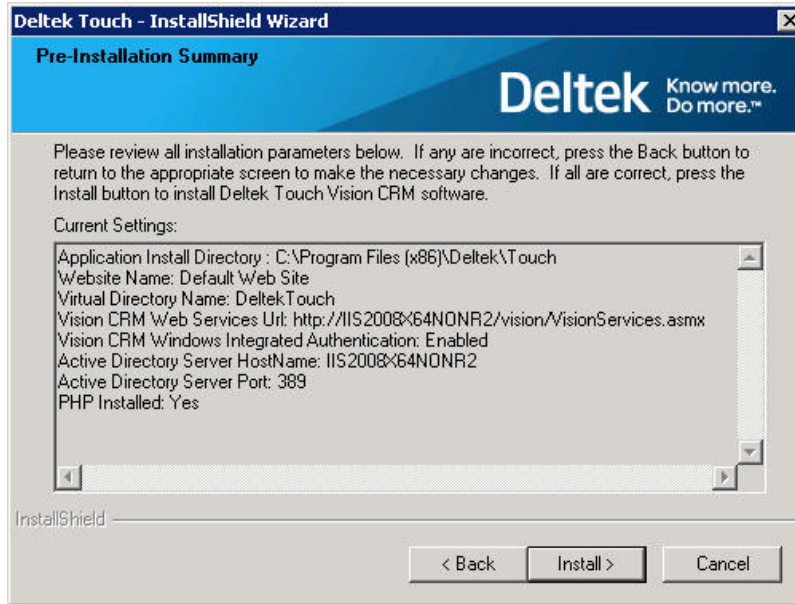 Deltek Touch - InstallShield Wizard
Pre-Installation Summary
Deltek Know more.
Do more.™
Please review all installation parameters below. If any are incorrect, press the Back button to
return to the appropriate screen to make the necessary changes. If all are correct, press the
Install button to install Deltek Touch Vision CRM software.
Current Settings:
Application Install Directory : C:\Program Files (x86)\Deltek\Touch
Website Name: Default Web Site
Virtual Directory Name: DeltekTouch
Vision CRM Web Services Url: http://IIS2008X64NONR2/vision/VisionServices.asmx
Vision CRM Windows Integrated Authentication: Enabled
Active Directory Server HostName: IIS2008X64NONR2
Active Directory Server Port: 389
PHP Installed: Yes
InstallShield
< Back Install > Cancel